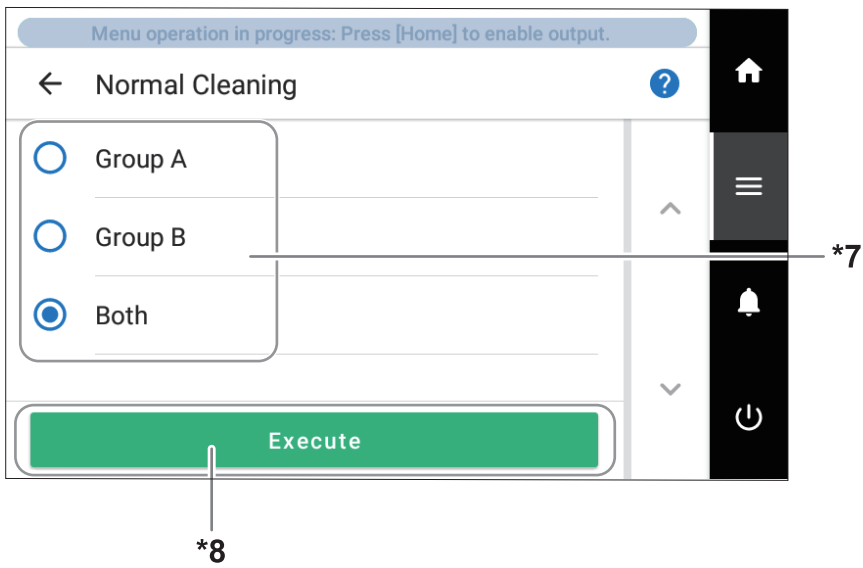 Menu operation in progress: Press [Home] to enable output.
Normal Cleaning
?
Group A
Group B
*7
Both
Execute
*8